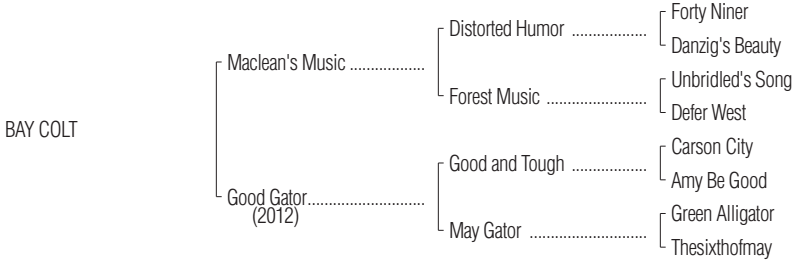 Forty Niner
Distorted Humor ..................
Danzig's Beauty
Maclean's Music ..................
Unbridled's Song
Forest Music ........................
Defer West
BAY COLT
Carson City
Good and Tough ..................
Amy Be Good
Good Gator............................
(2012)
Green Alligator
May Gator ............................
Thesixthofmay